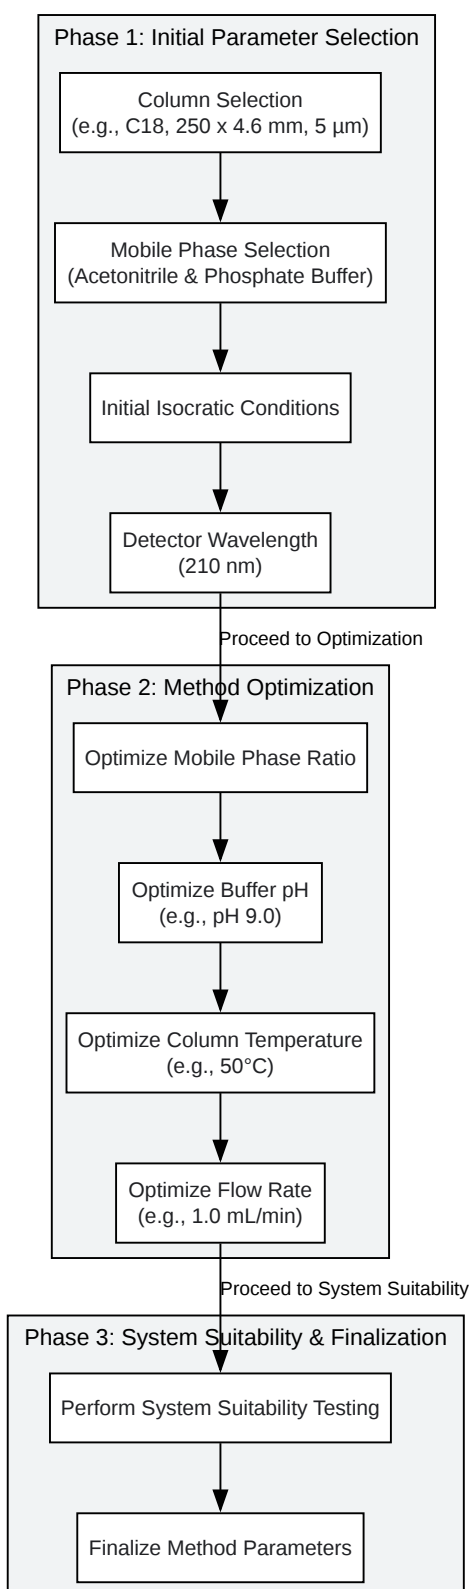 Phase 1: Initial Parameter Selection
Column Selection
(e.g., C18, 250 x 4.6 mm, 5 µm)
Mobile Phase Selection
(Acetonitrile & Phosphate Buffer)
Initial Isocratic Conditions
Detector Wavelength
(210 nm)
Proceed to Optimization
Phase 2: Method Optimization
Optimize Mobile Phase Ratio
Optimize Buffer pH
(e.g., pH 9.0)
Optimize Column Temperature
(e.g., 50°C)
Optimize Flow Rate
(e.g., 1.0 mL/min)
Proceed to System Suitability
Phase 3: System Suitability & Finalization
Perform System Suitability Testing
Finalize Method Parameters